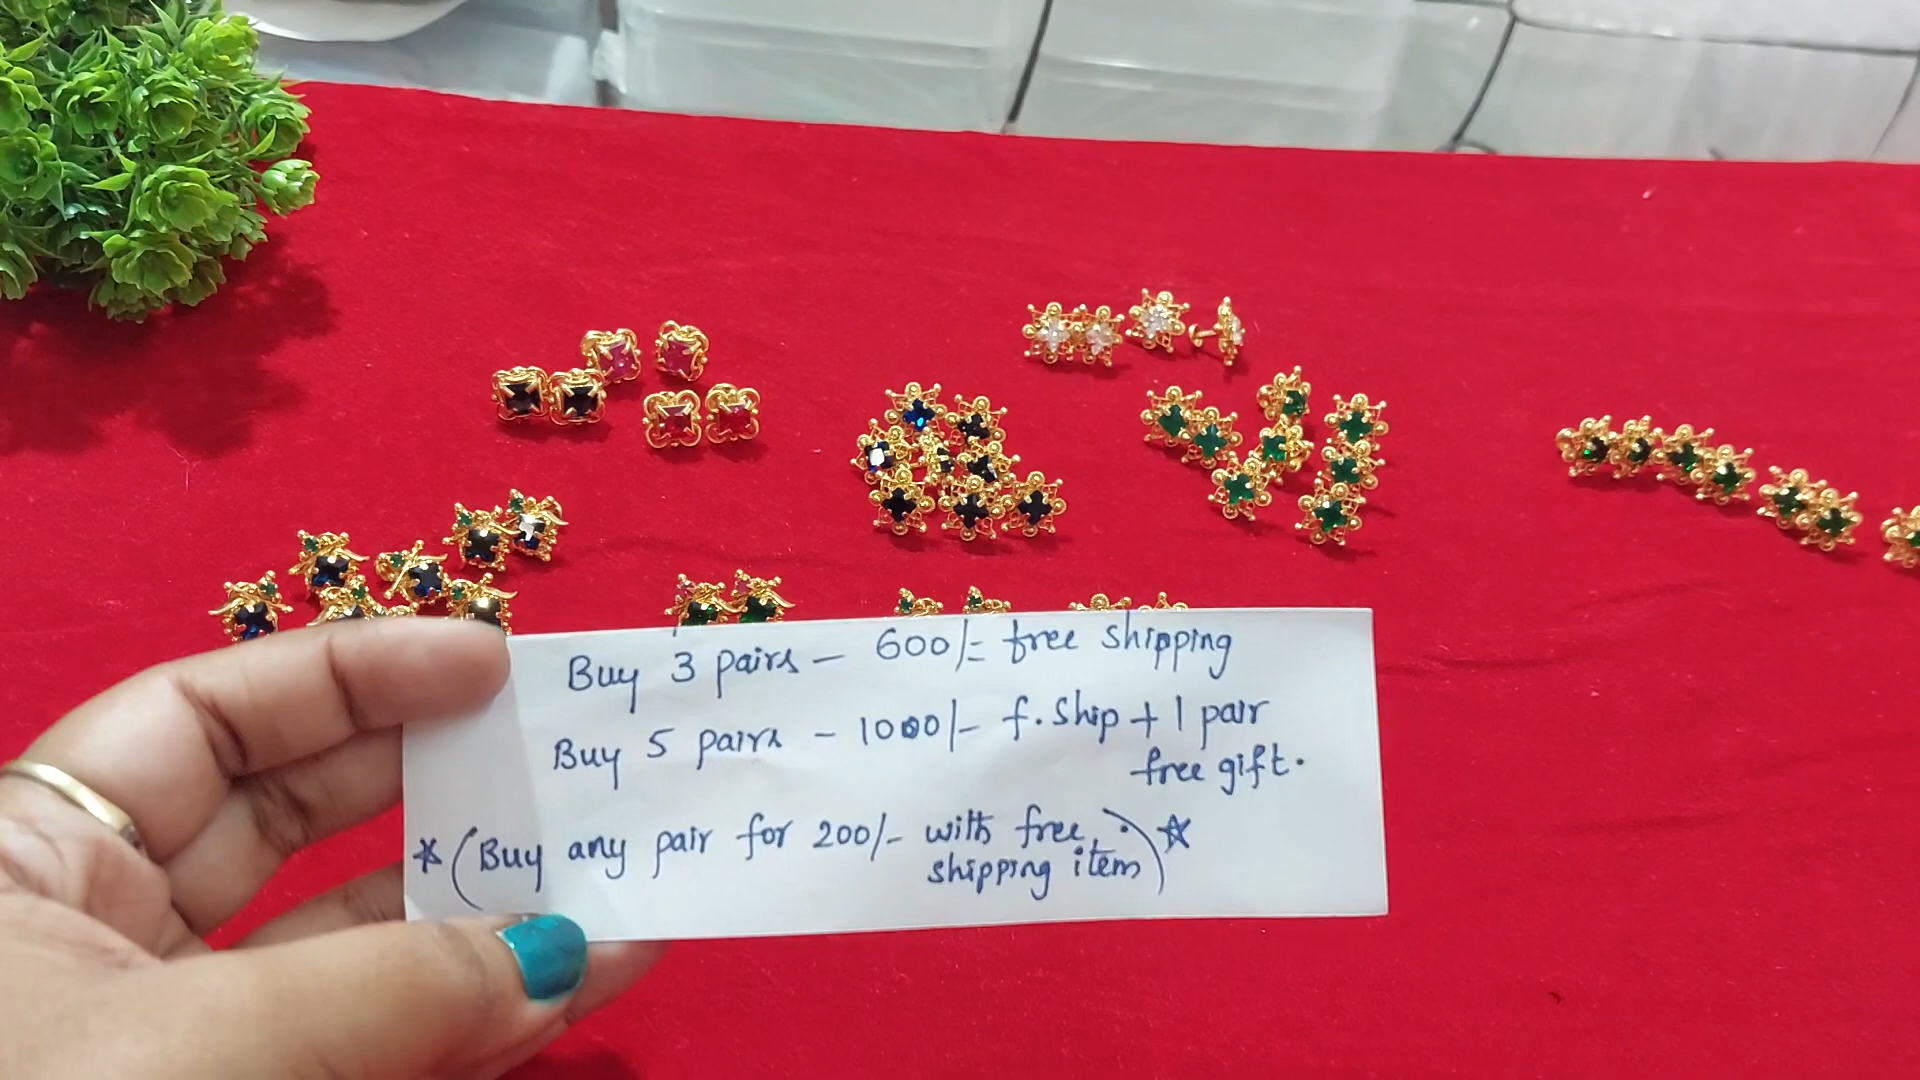 Buy 3 pairs - 600/= free shipping
Buy 5 pairs - 1000/- f.ship + 1 pair
free gift.
* (Buy any pair for 200/- with free
shipping item) *